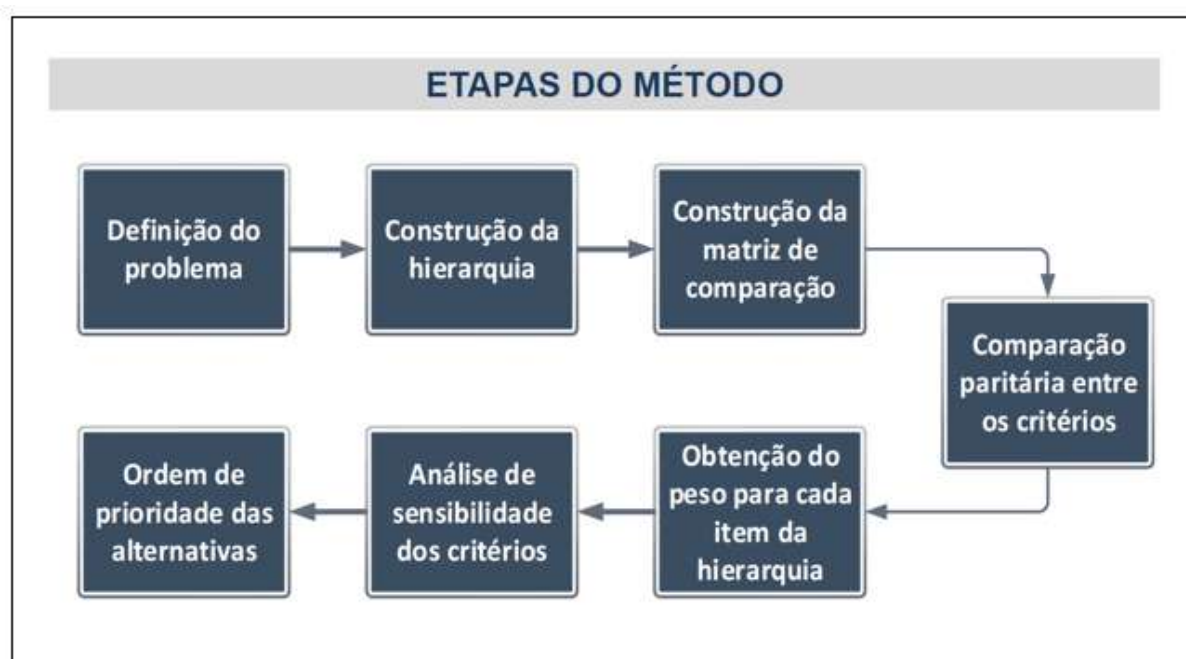 ETAPAS DO MÉTODO
Definição do
problema
Construção da
hierarquia
Construção da
matriz de
comparação
Comparação
paritária entre
os critérios
Obtenção do
peso para cada
item da
hierarquia
Análise de
sensibilidade
dos critérios
Ordem de
prioridade das
alternativas